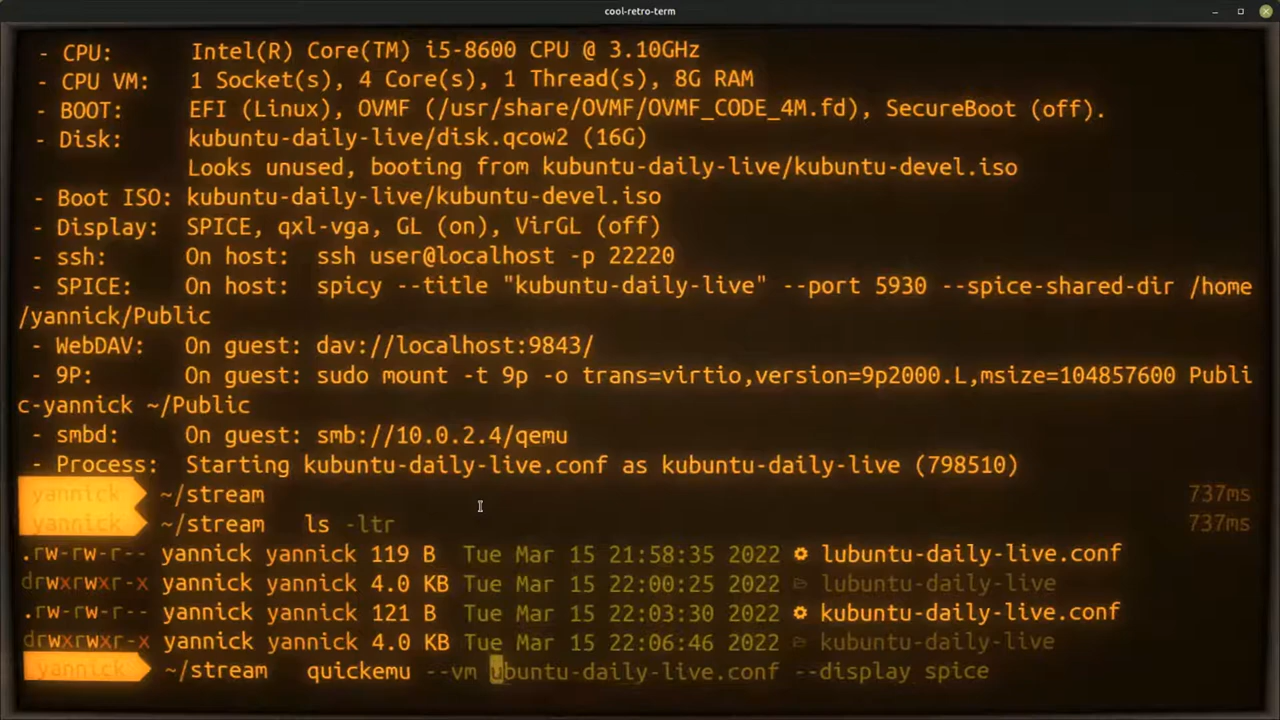 cool-retro-term
- CPU: Intel(R) Core(TM) i5-8600 CPU @ 3.10GHz
- CPU VM: 1 Socket(s), 4 Core(s), 1 Thread(s), 8G RAM
- BOOT: EFI (Linux), OVMF (/usr/share/OVMF/OVMF_CODE_4M.fd), SecureBoot (off).
- Disk: kubuntu-daily-live/disk.qcow2 (16G)
Looks unused, booting from kubuntu-daily-live/kubuntu-devel.iso
- Boot ISO: kubuntu-daily-live/kubuntu-devel.iso
- Display: SPICE, qxl-vga, GL (on), VirGL (off)
- ssh: On host: ssh user@localhost -p 22220
- SPICE: On host: spicy --title "kubuntu-daily-live" --port 5930 --spice-shared-dir /home
/yannick/Public
- WebDAV: On guest: dav://localhost:9843/
- 9P: On guest: sudo mount -t 9p -o trans=virtio,version=9p2000.L,msize=104857600 Publi
c-yannick ~/Public
- smbd: On guest: smb://10.0.2.4/qemu
- Process: Starting kubuntu-daily-live.conf as kubuntu-daily-live (798510)
yannick ~/stream 737ms
yannick ~/stream ls -ltr 737ms
.rw-rw-r-- yannick yannick 119 B Tue Mar 15 21:58:35 2022 lubuntu-daily-live.conf
drwxrwxr-x yannick yannick 4.0 KB Tue Mar 15 22:00:25 2022 lubuntu-daily-live
.rw-rw-r-- yannick yannick 121 B Tue Mar 15 22:03:30 2022 kubuntu-daily-live.conf
drwxrwxr-x yannick yannick 4.0 KB Tue Mar 15 22:06:46 2022 kubuntu-daily-live
yannick ~/stream quickemu --vm ubuntu-daily-live.conf --display spice